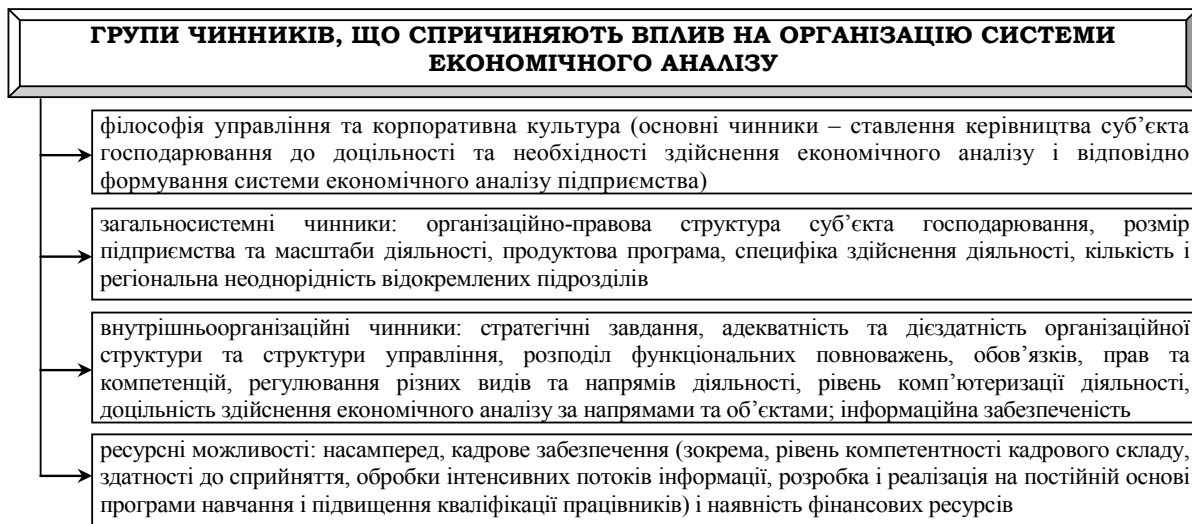 ГРУПИ ЧИННИКІВ, ЩО СПРИЧИНЯЮТЬ ВПЛИВ НА ОРГАНІЗАЦІЮ СИСТЕМИ
ЕКОНОМІЧНОГО АНАЛІЗУ
філософія управління та корпоративна культура (основні чинники – ставлення керівництва суб’єкта
господарювання до доцільності та необхідності здійснення економічного аналізу і відповідно
формування системи економічного аналізу підприємства)
загальносистемні чинники: організаційно-правова структура суб’єкта господарювання, розмір
підприємства та масштаби діяльності, продуктова програма, специфіка здійснення діяльності, кількість і
регіональна неоднорідність відокремлених підрозділів
внутрішньоорганізаційні чинники: стратегічні завдання, адекватність та дієздатність організаційної
структури та структури управління, розподіл функціональних повноважень, обов’язків, прав та
компетенцій, регулювання різних видів та напрямів діяльності, рівень комп’ютеризації діяльності,
доцільність здійснення економічного аналізу за напрямами та об’єктами; інформаційна забезпеченість
ресурсні можливості: насамперед, кадрове забезпечення (зокрема, рівень компетентності кадрового складу,
здатності до сприйняття, обробки інтенсивних потоків інформації, розробка і реалізація на постійній основі
програми навчання і підвищення кваліфікації працівників) і наявність фінансових ресурсів